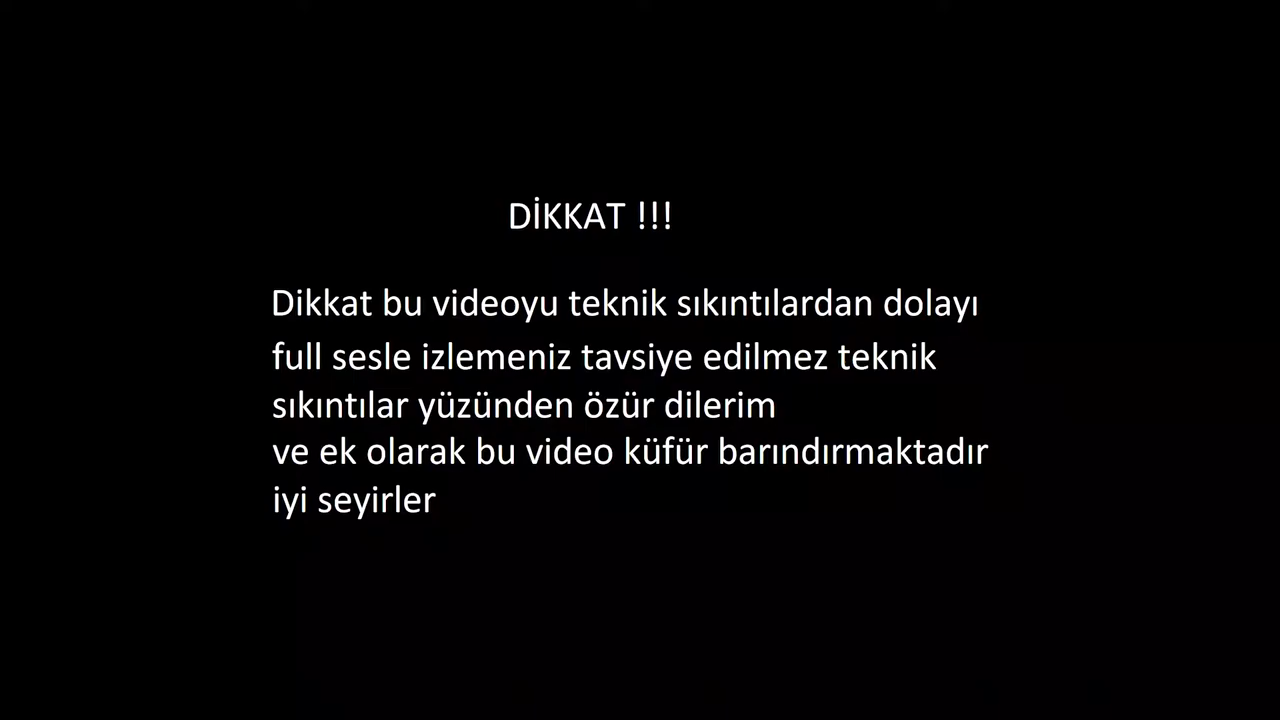 DİKKAT !!!
Dikkat bu videoyu teknik sıkıntılardan dolayı
full sesle izlemeniz tavsiye edilmez teknik
sıkıntılar yüzünden özür dilerim
ve ek olarak bu video küfür barındırmaktadır
iyi seyirler